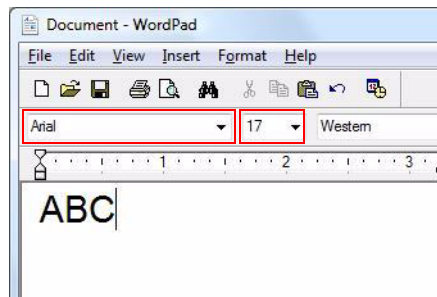 Document - WordPad
File Edit View Insert Format Help
Arial 17 Western
1 2 3
ABC